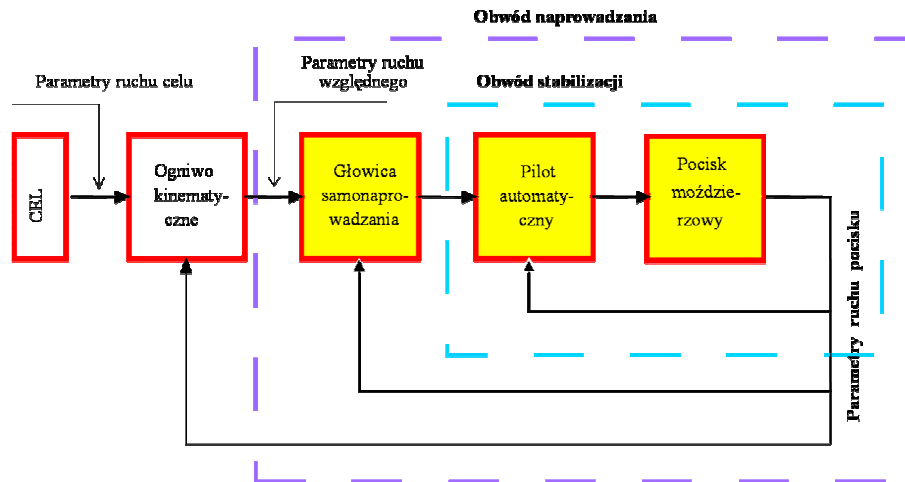 Obwód naprowadzania
Parametry ruchu celu
Parametry ruchu
względnego
Obwód stabilizacji
CEL
Ogniwo
kinematy-
czne
Głowica
samonapro-
wadzania
Pilot
automaty-
czny
Pocisk
moździe-
rzowy
Parametry ruchu pocisku